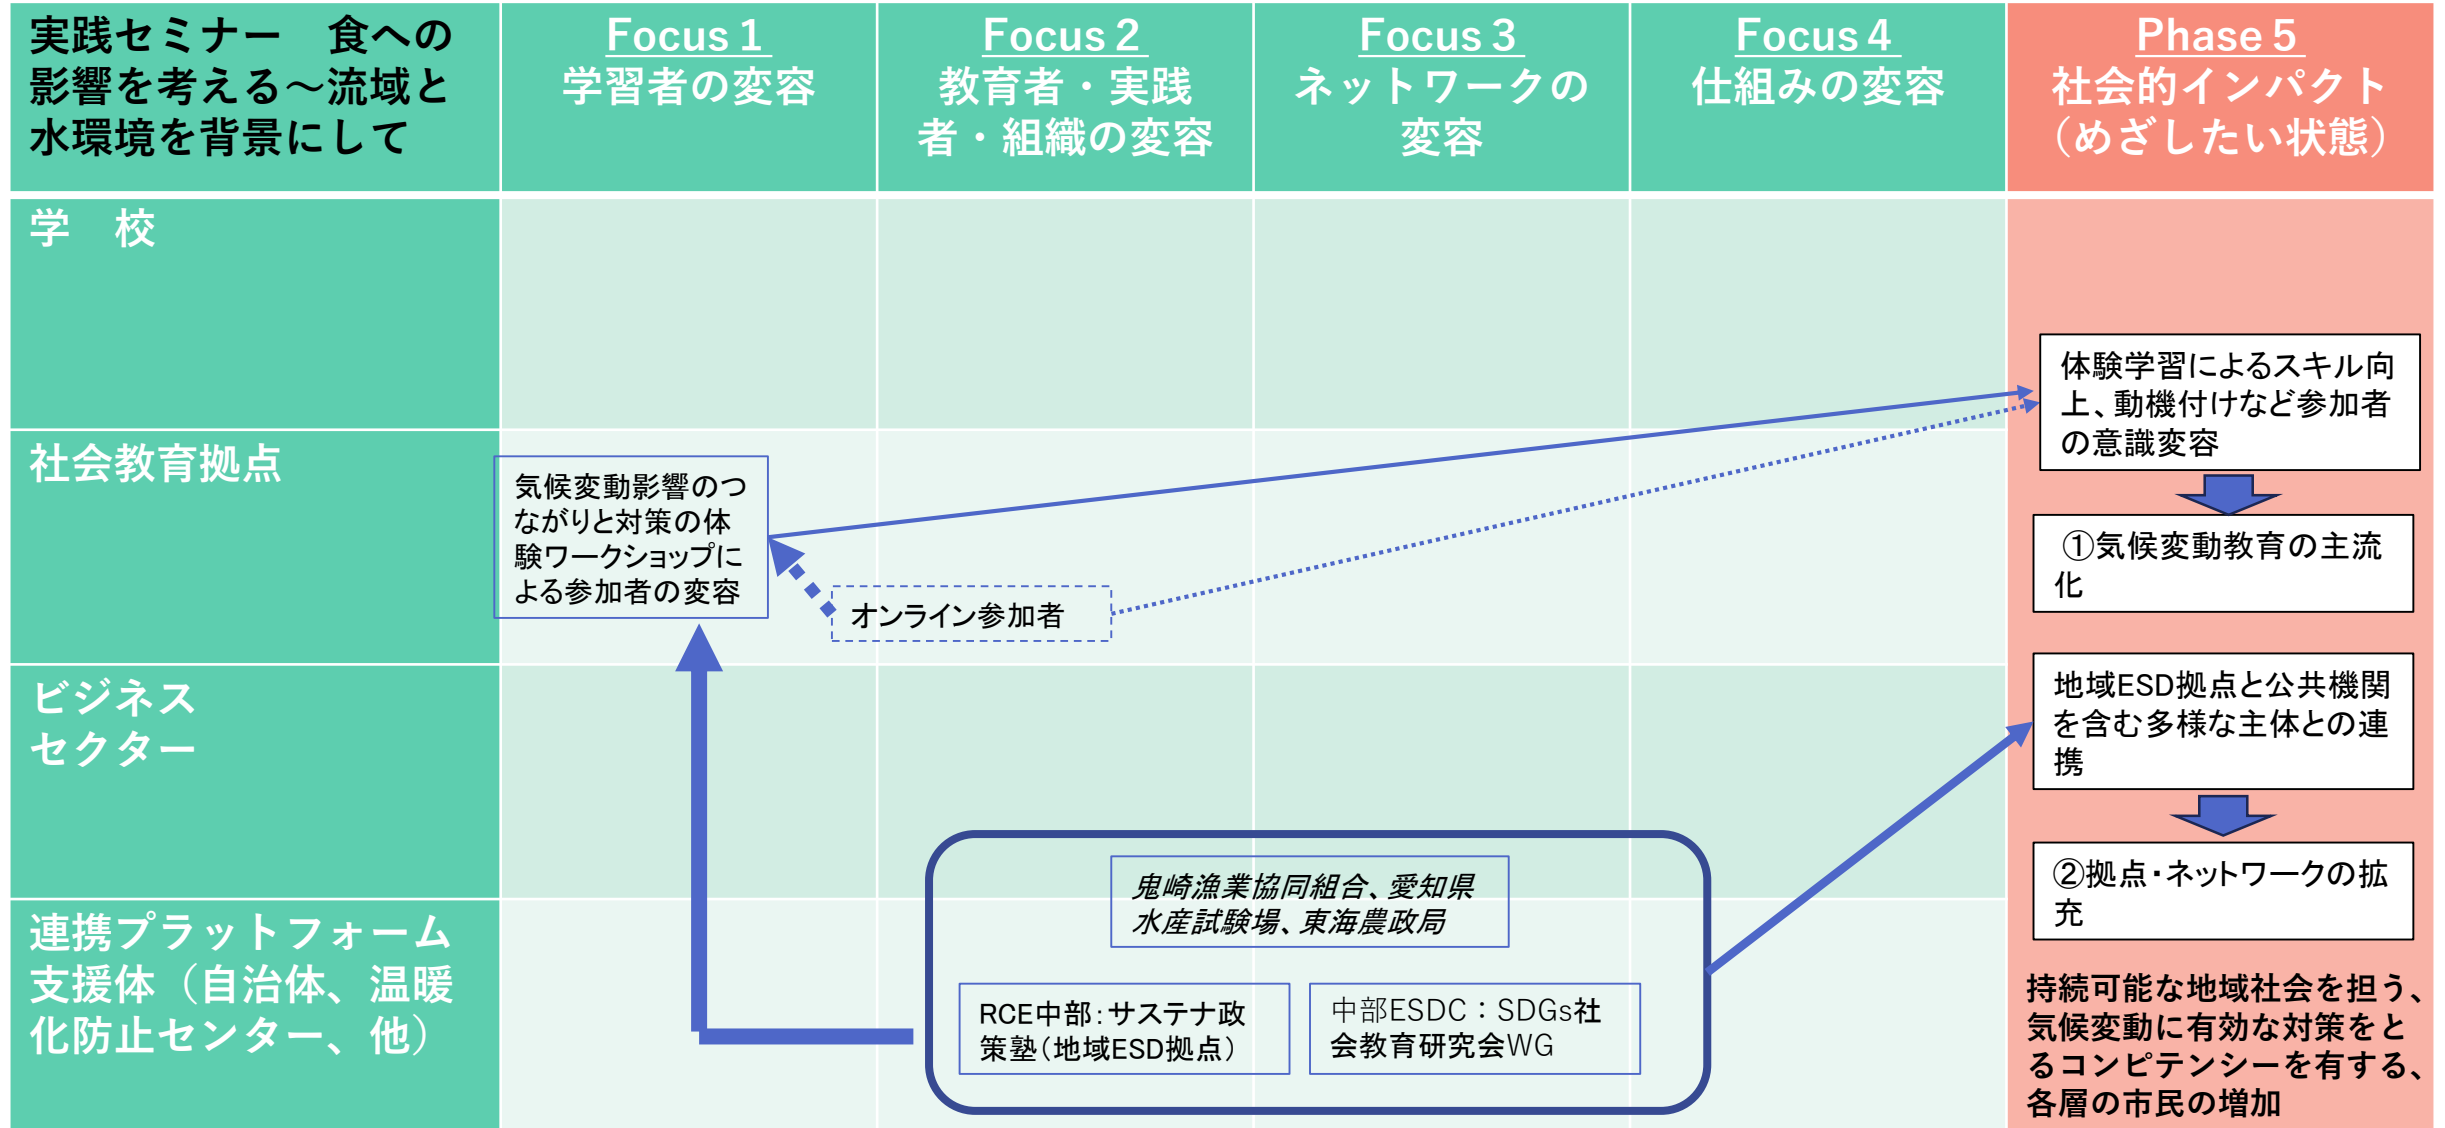 実践セミナー　食への
影響を考える～流域と
水環境を背景にして
Focus 1
学習者の変容
Focus 2
教育者・実践
者・組織の変容
Focus 3
ネットワークの
変容
Focus 4
仕組みの変容
Phase 5
社会的インパクト
（めざしたい状態）
学　校
社会教育拠点
気候変動影響のつ
ながりと対策の体
験ワークショップに
よる参加者の変容
オンライン参加者
体験学習によるスキル向
上、動機付けなど参加者
の意識変容
①気候変動教育の主流
化
ビジネス
セクター
地域ESD拠点と公共機関
を含む多様な主体との連
携
②拠点・ネットワークの拡
充
連携プラットフォーム
支援体（自治体、温暖
化防止センター、他）
鬼崎漁業協同組合、愛知県
水産試験場、東海農政局
RCE中部：サステナ政
策塾（地域ESD拠点）
中部ESDC：SDGs社
会教育研究会WG
持続可能な地域社会を担う、
気候変動に有効な対策をと
るコンピテンシーを有する、
各層の市民の増加